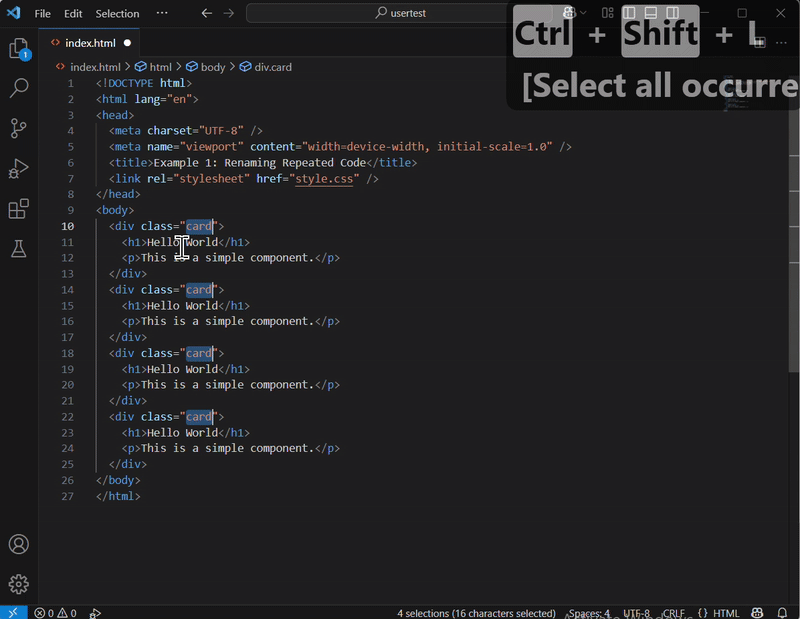 File Edit Selection ··· usertest
Ctrl + Shift + L
[Select all occurre
index.html
index.html > html > body > div.card
1 <!DOCTYPE html>
2 <html lang="en">
3 <head>
4 <meta charset="UTF-8" />
5 <meta name="viewport" content="width=device-width, initial-scale=1.0" />
6 <title>Example 1: Renaming Repeated Code</title>
7 <link rel="stylesheet" href="style.css" />
8 </head>
9 <body>
10 <div class="card">
11 <h1>Hello World</h1>
12 <p>This is a simple component.</p>
13 </div>
14 <div class="card">
15 <h1>Hello World</h1>
16 <p>This is a simple component.</p>
17 </div>
18 <div class="card">
19 <h1>Hello World</h1>
20 <p>This is a simple component.</p>
21 </div>
22 <div class="card">
23 <h1>Hello World</h1>
24 <p>This is a simple component.</p>
25 </div>
26 </body>
27 </html>
1
0 0 4 selections (16 characters selected) Spaces: 4 UTF-8 CRLF {} HTML